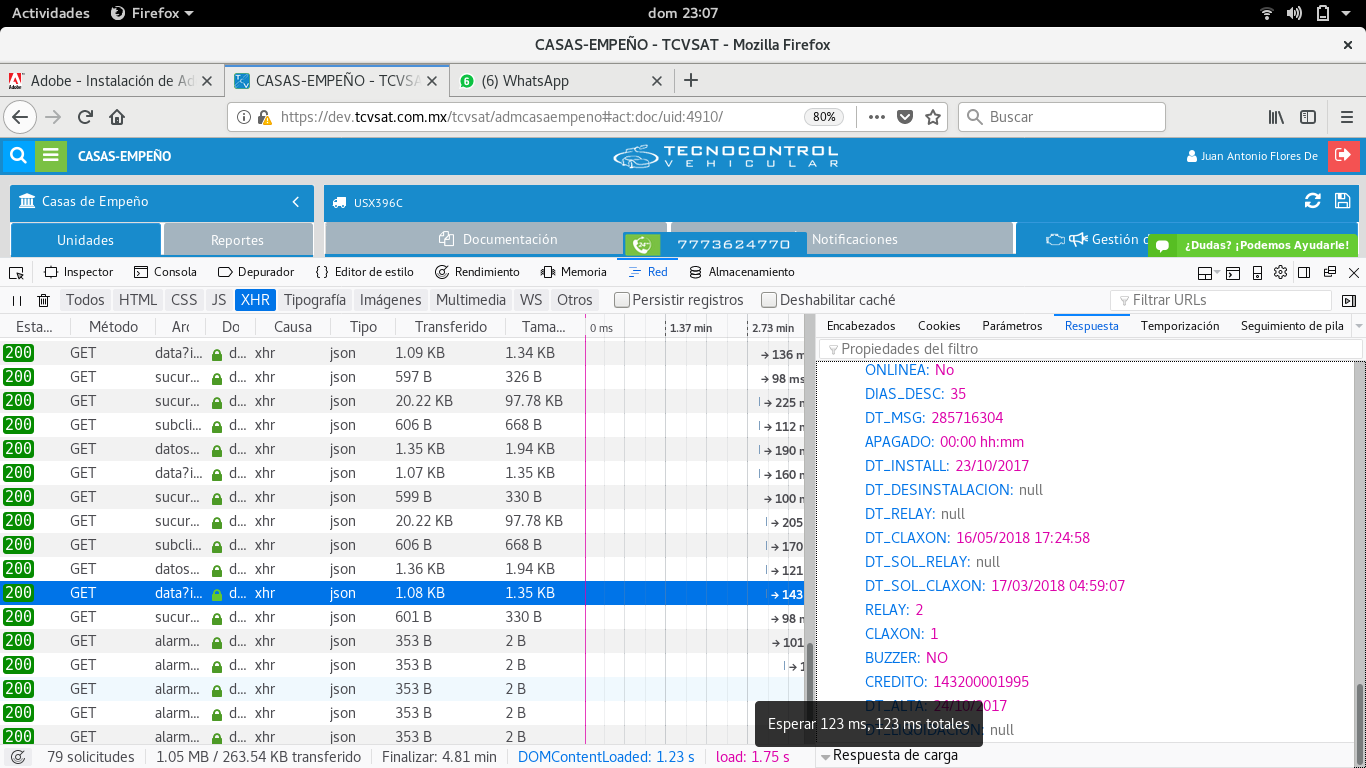 Actividades Firefox dom 23:07
CASAS-EMPEÑO - TCVSAT - Mozilla Firefox
Adobe - Instalación de Ad CASAS-EMPEÑO - TCVSA (6) WhatsApp
https://dev.tcvsat.com.mx/tcvsat/admcasaempeno#act:doc/uid:4910/ 80% Buscar
CASAS-EMPEÑO TECNOCONTROL VEHICULAR Juan Antonio Flores De
Casas de Empeño USX396C
Unidades Reportes Documentación 7773624770 Notificaciones Gestión d ¿Dudas? ¡Podemos Ayudarle!
Inspector Consola Depurador Editor de estilo Rendimiento Memoria Red Almacenamiento
Todos HTML CSS JS XHR Tipografía Imágenes Multimedia WS Otros Persistir registros Deshabilitar caché Filtrar URLs
Esta... Método Arc Do Causa Tipo Transferido Tama... 0 ms 1.37 min 2.73 min
200 GET data?i... d... xhr json 1.09 KB 1.34 KB → 136 m
200 GET sucur... d... xhr json 597 B 326 B → 98 ms
200 GET sucur... d... xhr json 20.22 KB 97.78 KB → 225 m
200 GET subcli... d... xhr json 606 B 668 B → 112 m
200 GET datos... d... xhr json 1.35 KB 1.94 KB → 190 m
200 GET data?i... d... xhr json 1.07 KB 1.35 KB → 160 m
200 GET sucur... d... xhr json 599 B 330 B → 100 m
200 GET sucur... d... xhr json 20.22 KB 97.78 KB → 205
200 GET subcli... d... xhr json 606 B 668 B → 170
200 GET datos... d... xhr json 1.36 KB 1.94 KB → 121
200 GET data?i... d... xhr json 1.08 KB 1.35 KB → 143
200 GET sucur... d... xhr json 601 B 330 B → 98 m
200 GET alarm... d... xhr json 353 B 2 B → 101
200 GET alarm... d... xhr json 353 B 2 B → 1
200 GET alarm... d... xhr json 353 B 2 B
200 GET alarm... d... xhr json 353 B 2 B
200 GET alarm... d... xhr json 353 B 2 B
Encabezados Cookies Parámetros Respuesta Temporización Seguimiento de pila
Propiedades del filtro
ONLINEA: No
DIAS_DESC: 35
DT_MSG: 285716304
APAGADO: 00:00 hh:mm
DT_INSTALL: 23/10/2017
DT_DESINSTALACION: null
DT_RELAY: null
DT_CLAXON: 16/05/2018 17:24:58
DT_SOL_RELAY: null
DT_SOL_CLAXON: 17/03/2018 04:59:07
RELAY: 2
CLAXON: 1
BUZZER: NO
CREDITO: 143200001995
DT_ALTA: 24/10/2017
DT_LIQUIDACION: null
Esperar 123 ms, 123 ms totales
Respuesta de carga
79 solicitudes 1.05 MB / 263.54 KB transferido Finalizar: 4.81 min DOMContentLoaded: 1.23 s load: 1.75 s